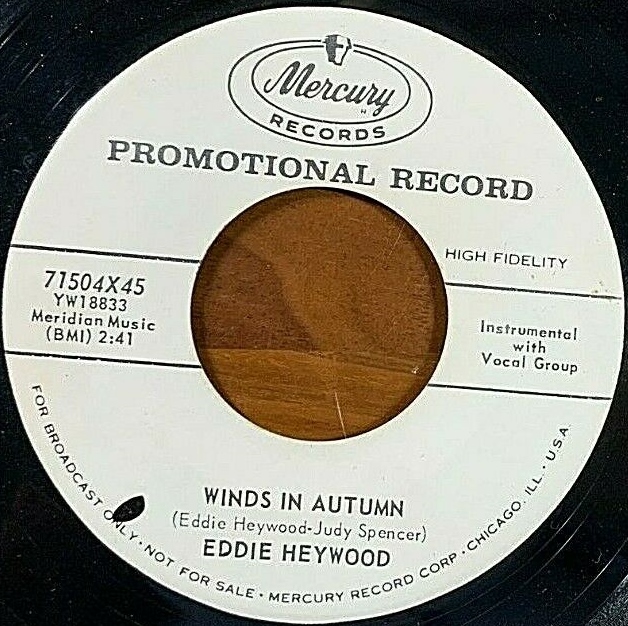 Mercury
RECORDS
PROMOTIONAL RECORD
HIGH FIDELITY
71504X45
YW18833
Meridian Music
(BMI) 2:41
Instrumental
with
Vocal Group
WINDS IN AUTUMN
(Eddie Heywood-Judy Spencer)
EDDIE HEYWOOD
FOR BROADCAST ONLY • NOT FOR SALE • MERCURY RECORD CORP • CHICAGO, ILL. • U.S.A